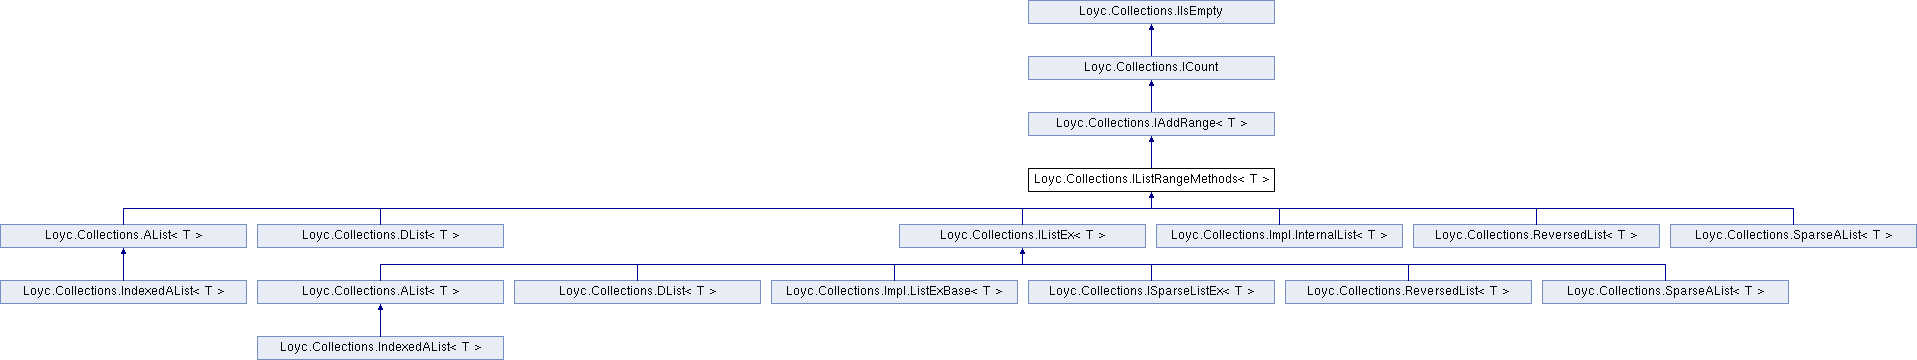 Loyc.Collections.IIsEmpty
Loyc.Collections.ICount
Loyc.Collections.IAddRange< T >
Loyc.Collections.IListRangeMethods< T >
Loyc.Collections.AList< T >
Loyc.Collections.DList< T >
Loyc.Collections.IListEx< T >
Loyc.Collections.Impl.InternalList< T >
Loyc.Collections.ReversedList< T >
Loyc.Collections.SparseAList< T >
Loyc.Collections.IndexedAList< T >
Loyc.Collections.AList< T >
Loyc.Collections.DList< T >
Loyc.Collections.Impl.ListExBase< T >
Loyc.Collections.ISparseListEx< T >
Loyc.Collections.ReversedList< T >
Loyc.Collections.SparseAList< T >
Loyc.Collections.IndexedAList< T >